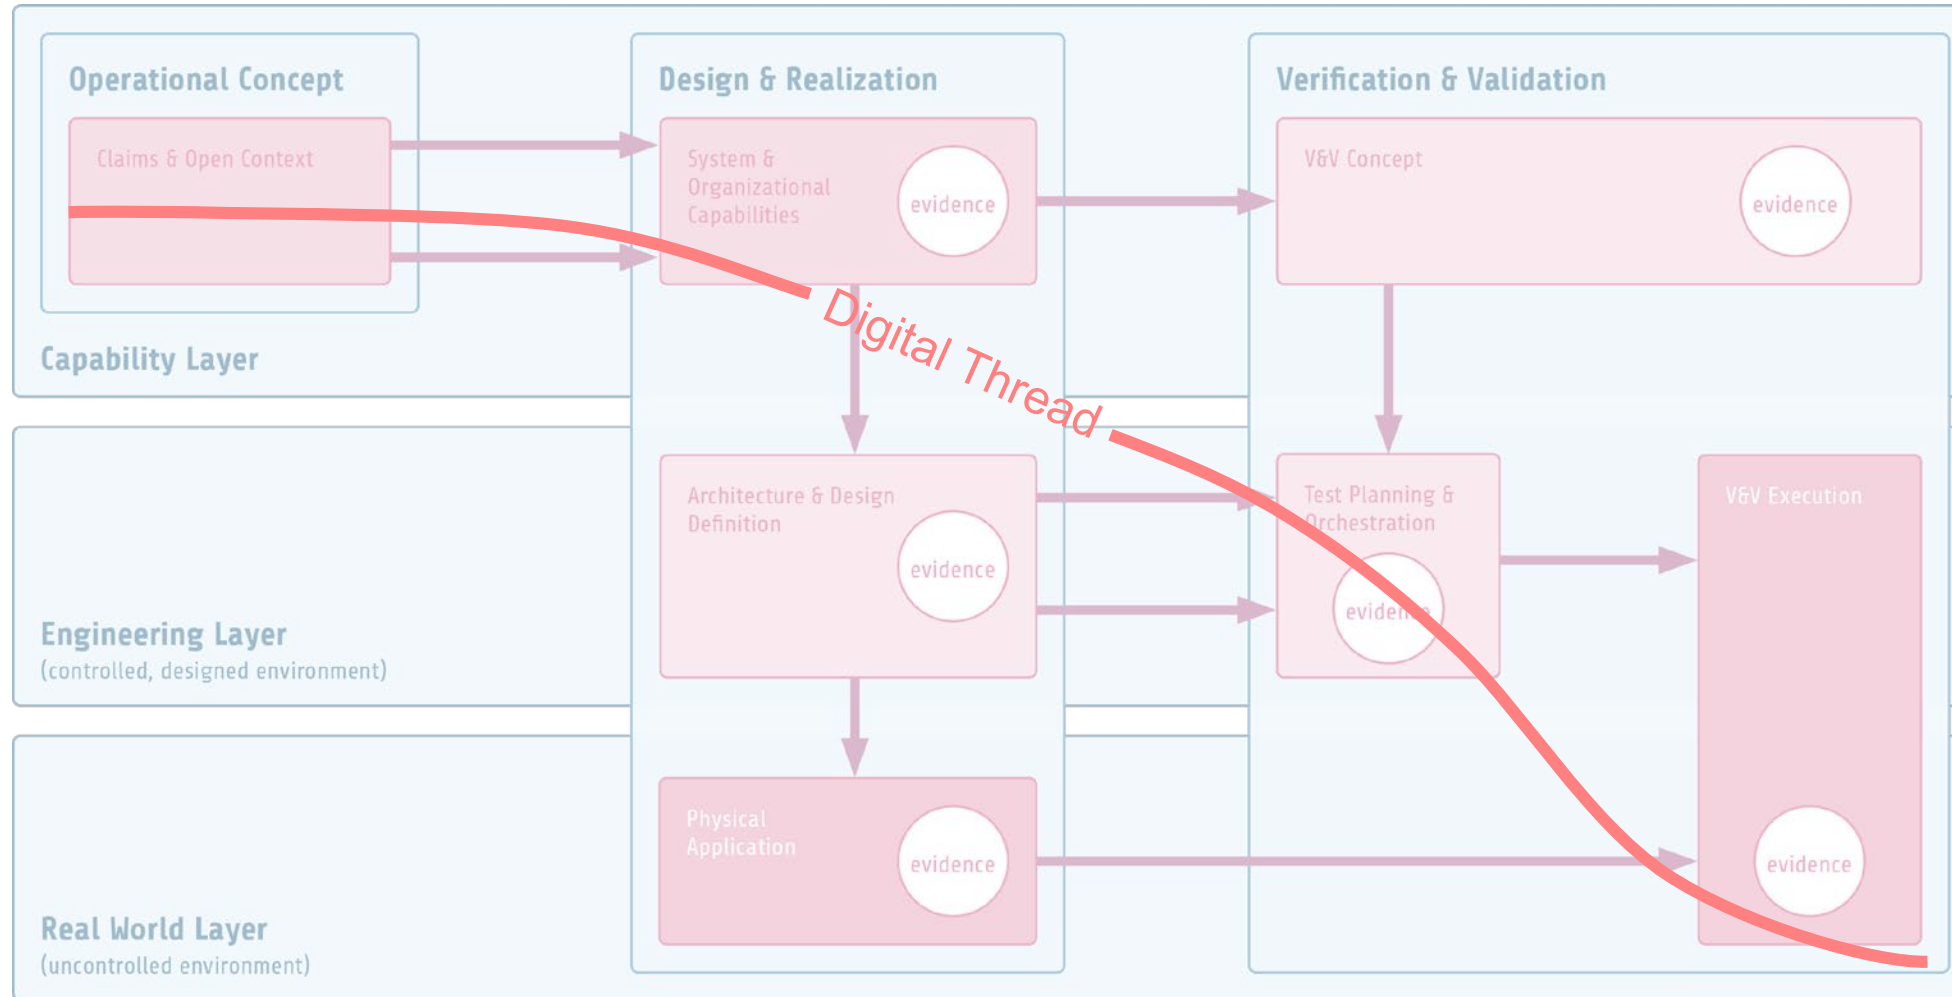 Operational Concept
Claims & Open Context
Capability Layer
Design & Realization
System &
Organizational
Capabilities
evidence
Verification & Validation
V&V Concept
evidence
Digital Thread
Engineering Layer
(controlled, designed environment)
Architecture & Design
Definition
evidence
Test Planning &
Orchestration
evidence
V&V Execution
evidence
Real World Layer
(uncontrolled environment)
Physical
Application
evidence